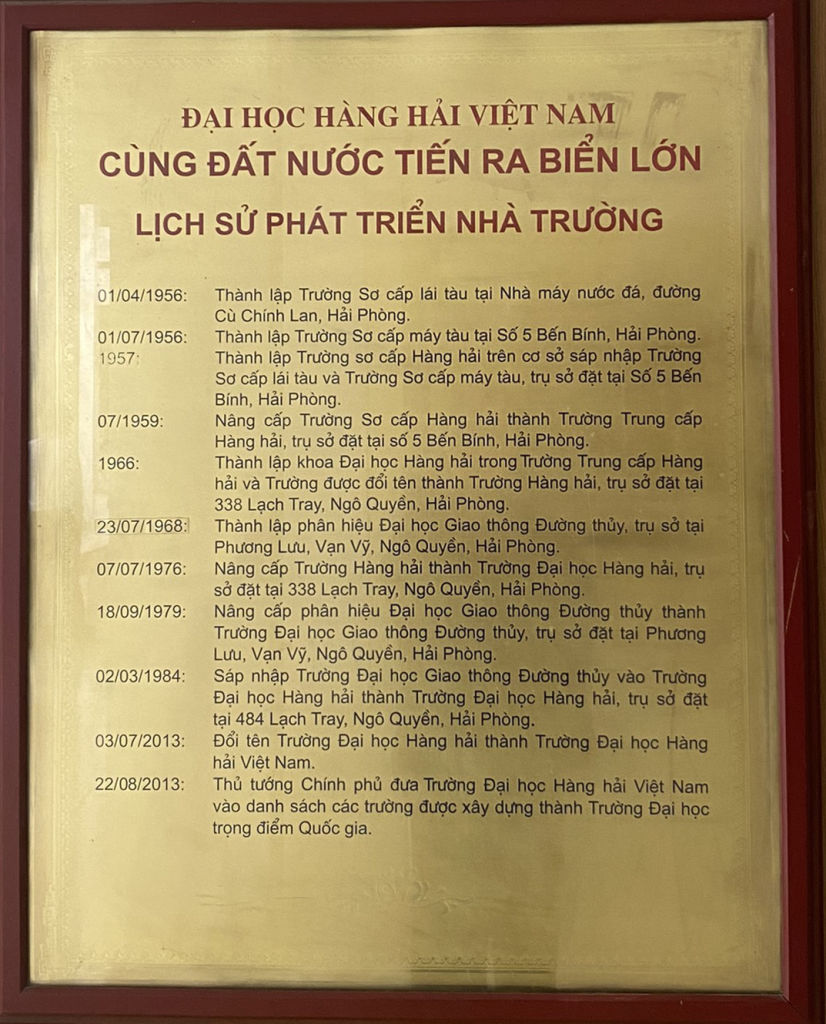 ĐẠI HỌC HÀNG HẢI VIỆT NAM
CÙNG ĐẤT NƯỚC TIẾN RA BIỂN LỚN
LỊCH SỬ PHÁT TRIỂN NHÀ TRƯỜNG
01/04/1956: Thành lập Trường Sơ cấp lái tàu tại Nhà máy nước đá, đường
Cù Chính Lan, Hải Phòng.
01/07/1956: Thành lập Trường Sơ cấp máy tàu tại Số 5 Bến Bính, Hải Phòng.
1957: Thành lập Trường sơ cấp Hàng hải trên cơ sở sáp nhập Trường
Sơ cấp lái tàu và Trường Sơ cấp máy tàu, trụ sở đặt tại Số 5 Bến
Bính, Hải Phòng.
07/1959: Nâng cấp Trường Sơ cấp Hàng hải thành Trường Trung cấp
Hàng hải, trụ sở đặt tại số 5 Bến Bính, Hải Phòng.
1966: Thành lập khoa Đại học Hàng hải trong Trường Trung cấp Hàng
hải và Trường được đổi tên thành Trường Hàng hải, trụ sở đặt tại
338 Lạch Tray, Ngô Quyền, Hải Phòng.
23/07/1968: Thành lập phân hiệu Đại học Giao thông Đường thủy, trụ sở tại
Phương Lưu, Vạn Vỹ, Ngô Quyền, Hải Phòng.
07/07/1976: Nâng cấp Trường Hàng hải thành Trường Đại học Hàng hải, trụ
sở đặt tại 338 Lạch Tray, Ngô Quyền, Hải Phòng.
18/09/1979: Nâng cấp phân hiệu Đại học Giao thông Đường thủy thành
Trường Đại học Giao thông Đường thủy, trụ sở đặt tại Phương
Lưu, Vạn Vỹ, Ngô Quyền, Hải Phòng.
02/03/1984: Sáp nhập Trường Đại học Giao thông Đường thủy vào Trường
Đại học Hàng hải thành Trường Đại học Hàng hải, trụ sở đặt
tại 484 Lạch Tray, Ngô Quyền, Hải Phòng.
03/07/2013: Đổi tên Trường Đại học Hàng hải thành Trường Đại học Hàng
hải Việt Nam.
22/08/2013: Thủ tướng Chính phủ đưa Trường Đại học Hàng hải Việt Nam
vào danh sách các trường được xây dựng thành Trường Đại học
trọng điểm Quốc gia.